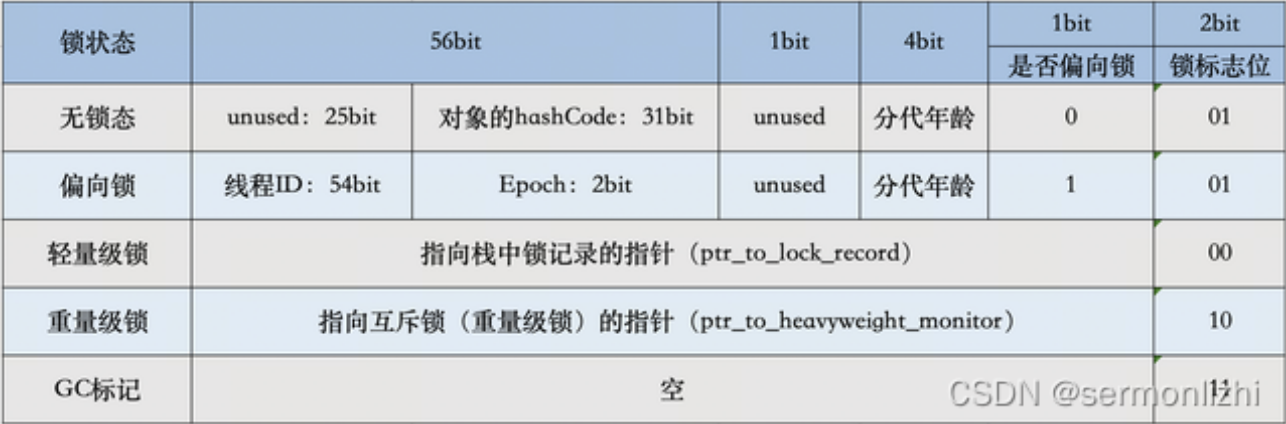 锁状态 56bit 1bit 4bit 1bit 2bit
是否偏向锁 锁标志位
无锁态 unused：25bit 对象的hashCode：31bit unused 分代年龄 0 01
偏向锁 线程ID：54bit Epoch：2bit unused 分代年龄 1 01
轻量级锁 指向栈中锁记录的指针（ptr_to_lock_record） 00
重量级锁 指向互斥锁（重量级锁）的指针（ptr_to_heavyweight_monitor） 10
GC标记 空 11
CSDN @sermonlizhi